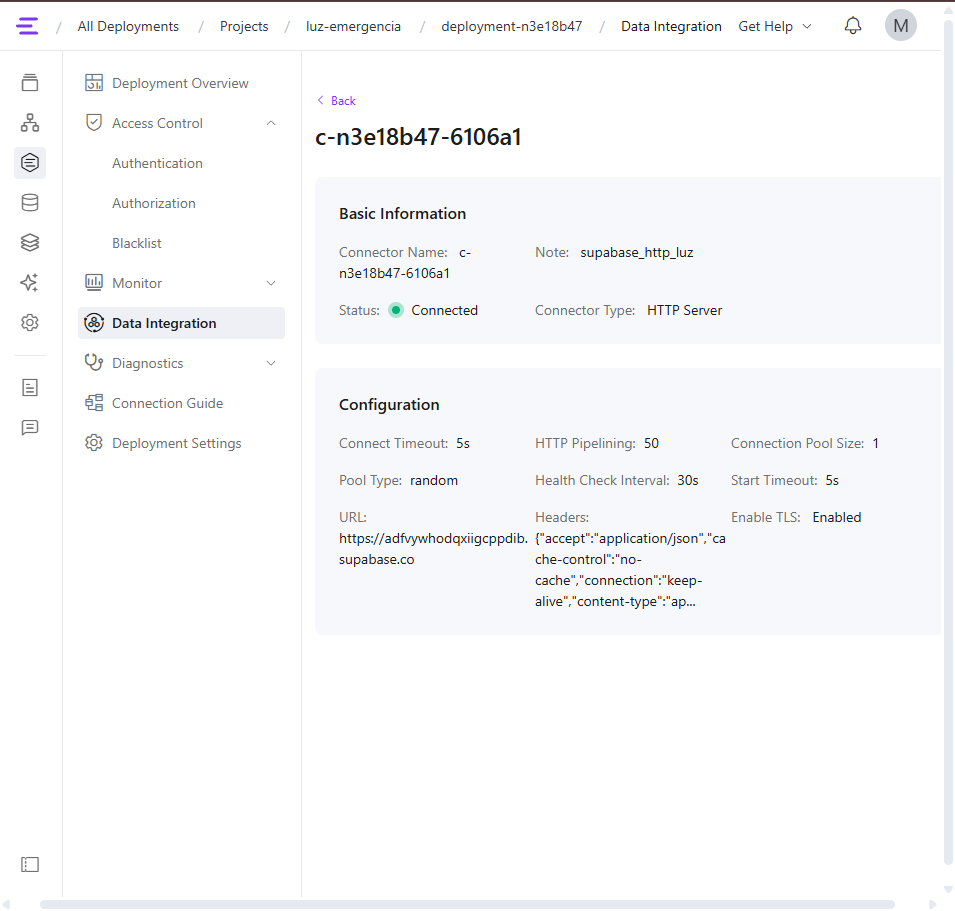 / All Deployments / Projects / luz-emergencia / deployment-n3e18b47 / Data Integration Get Help M
Deployment Overview
Access Control
Authentication
Authorization
Blacklist
Monitor
Data Integration
Diagnostics
Connection Guide
Deployment Settings
Back
c-n3e18b47-6106a1
Basic Information
Connector Name: c-
n3e18b47-6106a1
Note: supabase_http_luz
Status: Connected
Connector Type: HTTP Server
Configuration
Connect Timeout: 5s
HTTP Pipelining: 50
Connection Pool Size: 1
Pool Type: random
Health Check Interval: 30s
Start Timeout: 5s
URL:
https://adfvywhodqxiigcppdib.
supabase.co
Headers:
{"accept":"application/json","ca
che-control":"no-
cache","connection":"keep-
alive","content-type":"ap...
Enable TLS: Enabled